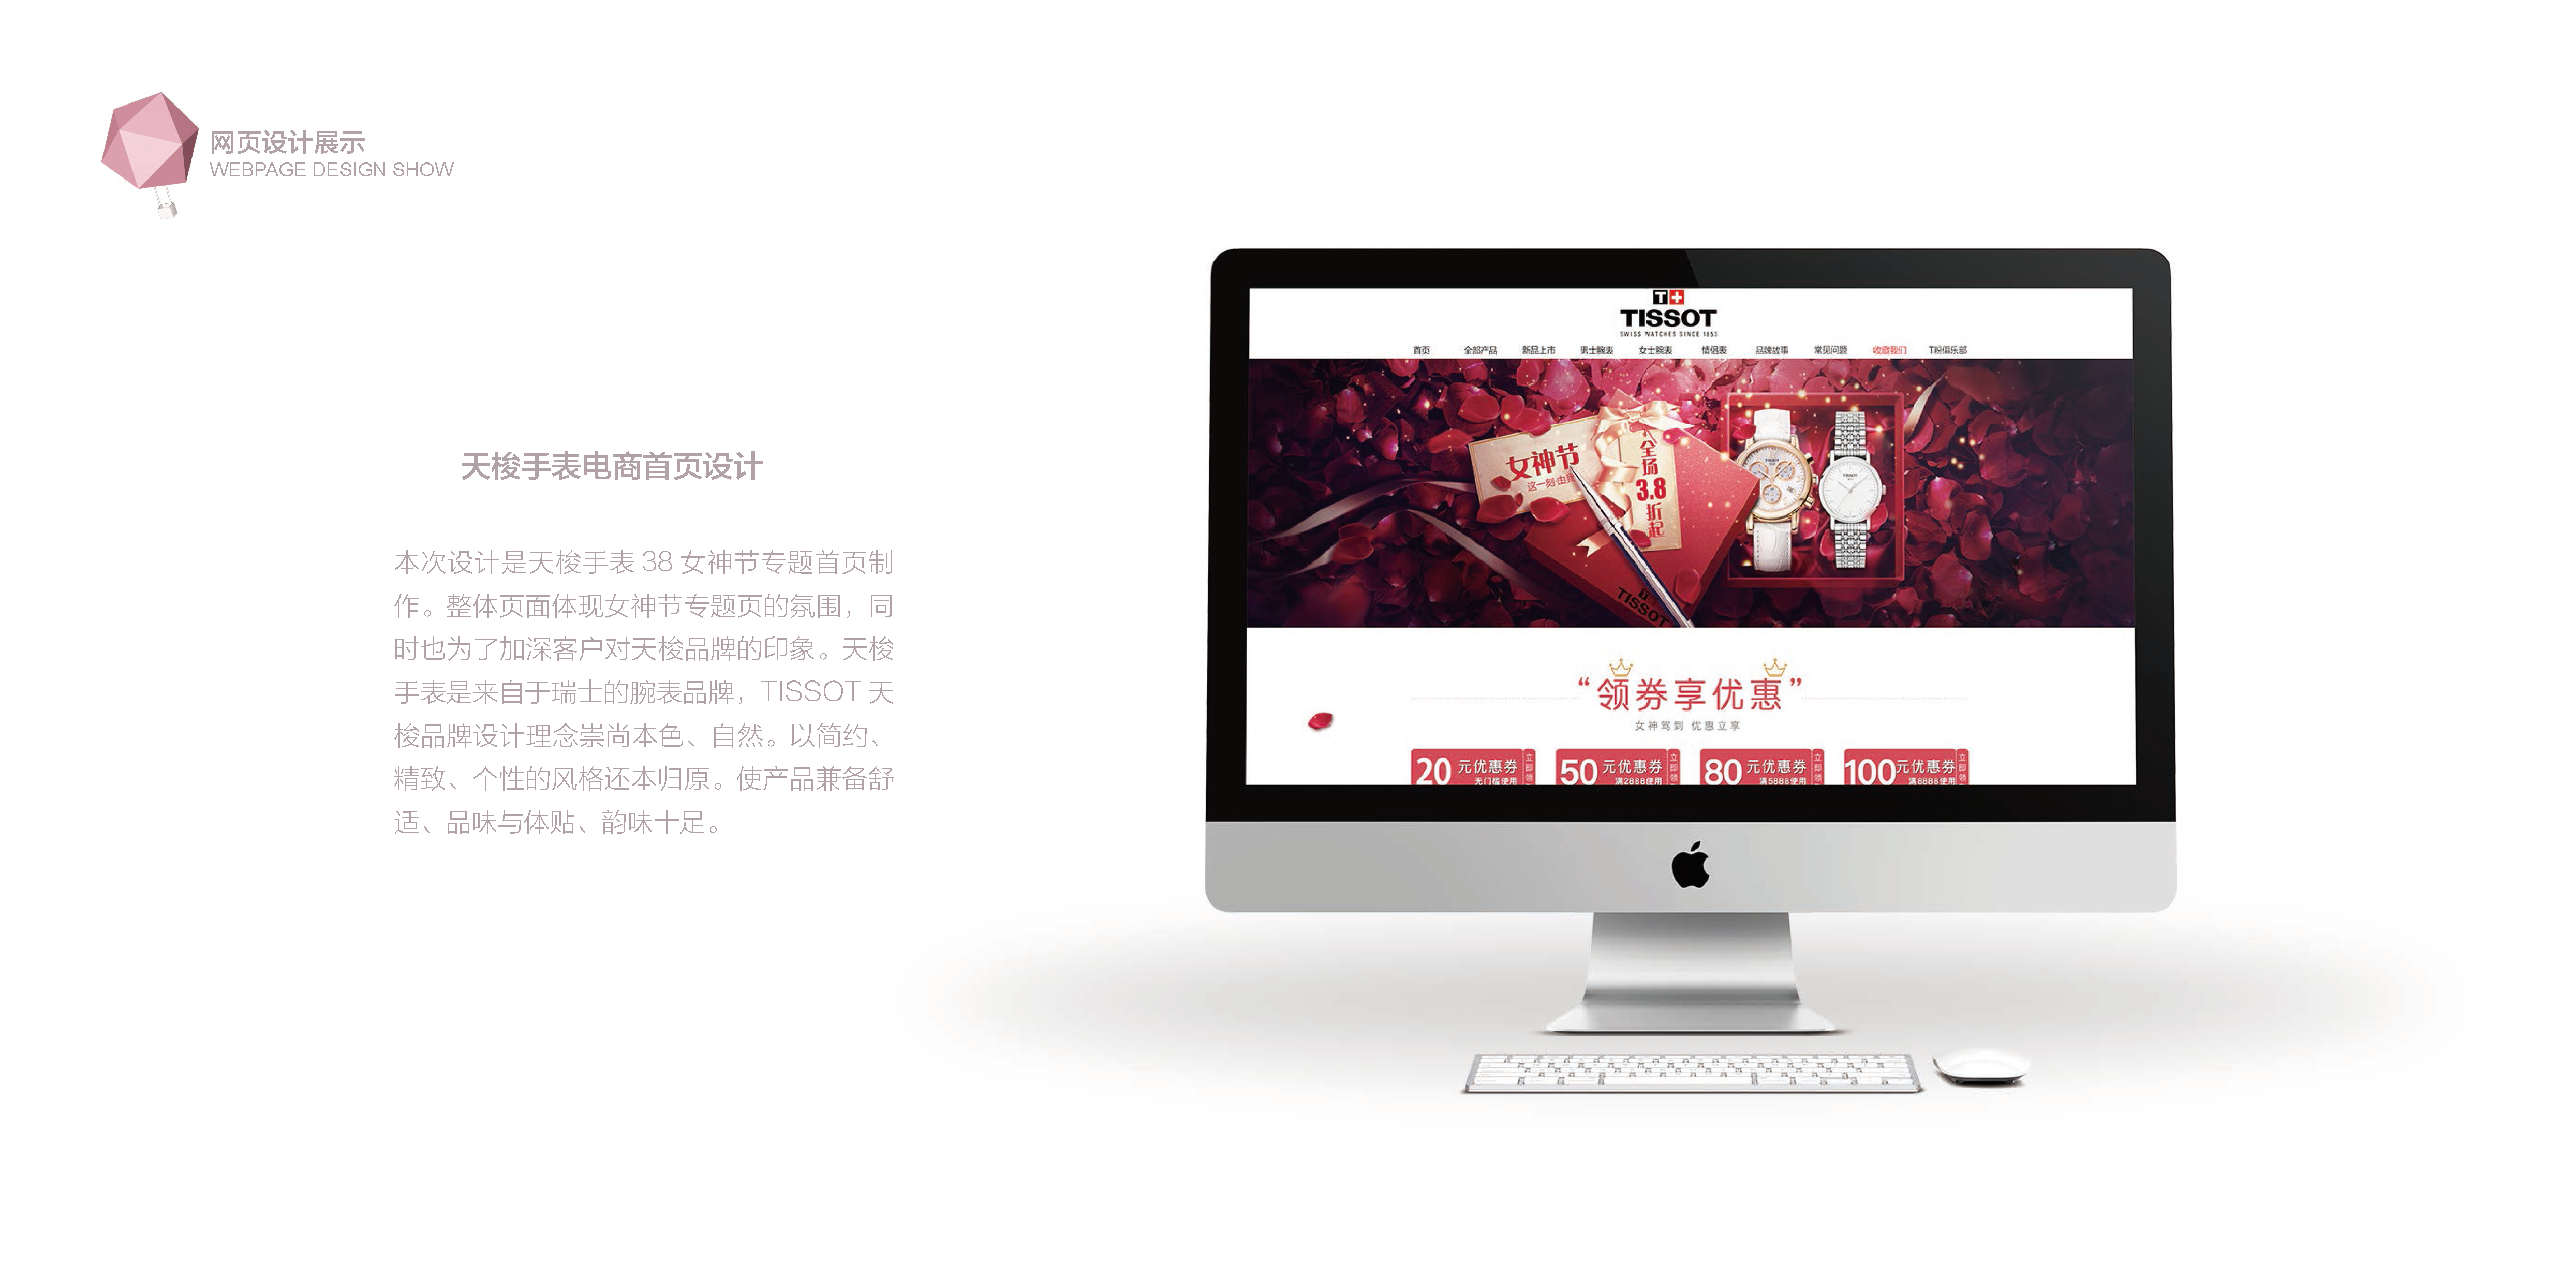 网页设计展示
WEBPAGE DESIGN SHOW
天梭手表电商首页设计
本次设计是天梭手表 38 女神节专题首页制
作。整体页面体现女神节专题页的氛围，同
时也为了加深客户对天梭品牌的印象。天梭
手表是来自于瑞士的腕表品牌，TISSOT 天
梭品牌设计理念崇尚本色、自然。以简约、
精致、个性的风格还本归原。使产品兼备舒
适、品味与体贴、韵味十足。
T+
TISSOT
SWISS WATCHES SINCE 1853
首页 全部产品 新品上市 男士腕表 女士腕表 情侣表 品牌故事 常见问题 收藏我们 T粉俱乐部
女神节
这一刻·由
全场
3.8
折起
TISSOT
“领券享优惠”
女神驾到 优惠立享
20 元优惠券 无门槛使用 立即领
50 元优惠券 满2888使用 立即领
80 元优惠券 满5888使用 立即领
100 元优惠券 满8888使用 立即领